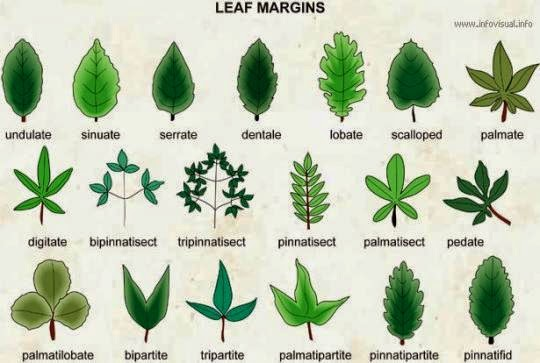 LEAF MARGINS
www.infovisual.info
undulate sinuate serrate dentale lobate scalloped palmate
digitate bipinnatisect tripinnatisect pinnatisect palmatisect pedate
palmatilobate bipartite tripartite palmatipartite pinnatipartite pinnatifid